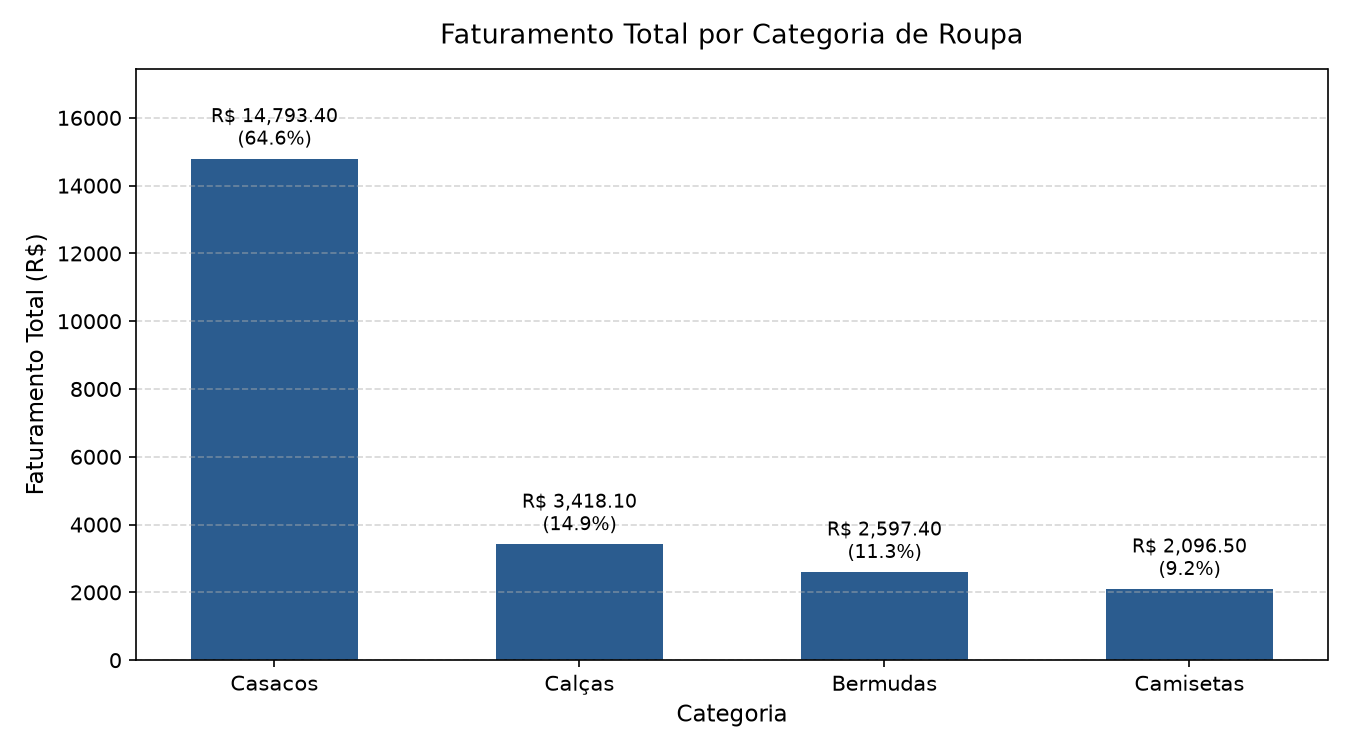 Faturamento Total por Categoria de Roupa
Faturamento Total (R$)
16000
14000
12000
10000
8000
6000
4000
2000
0
R$ 14,793.40
(64.6%)
R$ 3,418.10
(14.9%)
R$ 2,597.40
(11.3%)
R$ 2,096.50
(9.2%)
Casacos
Calças
Bermudas
Camisetas
Categoria